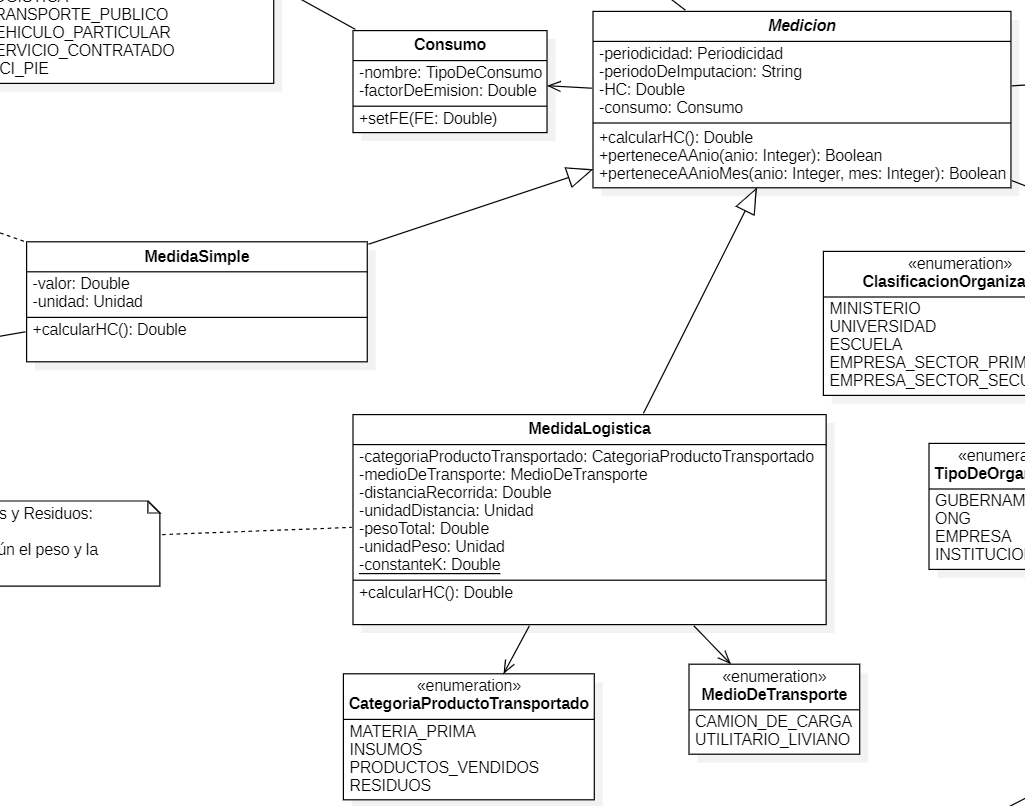 RANSPORTE_PUBLICO
EHICULO_PARTICULAR
ERVICIO_CONTRATADO
CI_PIE
Consumo
-nombre: TipoDeConsumo
-factorDeEmision: Double
+setFE(FE: Double)
Medicion
-periodicidad: Periodicidad
-periodoDeImputacion: String
-HC: Double
-consumo: Consumo
+calcularHC(): Double
+perteneceAAnio(anio: Integer): Boolean
+perteneceAAnioMes(anio: Integer, mes: Integer): Boolean
MedidaSimple
-valor: Double
-unidad: Unidad
+calcularHC(): Double
«enumeration»
ClasificacionOrganiza
MINISTERIO
UNIVERSIDAD
ESCUELA
EMPRESA_SECTOR_PRIM
EMPRESA_SECTOR_SECU
MedidaLogistica
-categoriaProductoTransportado: CategoriaProductoTransportado
-medioDeTransporte: MedioDeTransporte
-distanciaRecorrida: Double
-unidadDistancia: Unidad
-pesoTotal: Double
-unidadPeso: Unidad
-constanteK: Double
+calcularHC(): Double
«enumera
TipoDeOrga
GUBERNAM
ONG
EMPRESA
INSTITUCIO
s y Residuos:
ún el peso y la
«enumeration»
CategoriaProductoTransportado
MATERIA_PRIMA
INSUMOS
PRODUCTOS_VENDIDOS
RESIDUOS
«enumeration»
MedioDeTransporte
CAMION_DE_CARGA
UTILITARIO_LIVIANO